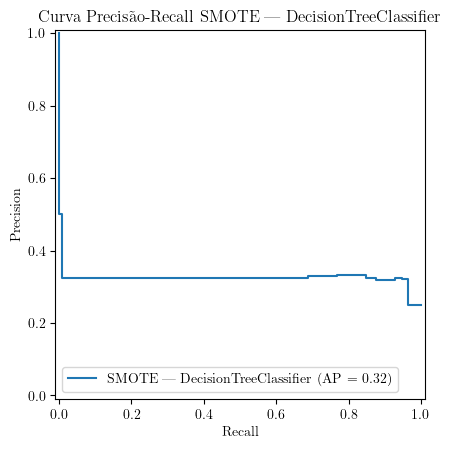 Curva Precisão-Recall SMOTE — DecisionTreeClassifier
1.0
0.8
0.6
0.4
0.2
0.0
Precision
SMOTE — DecisionTreeClassifier (AP = 0.32)
0.0 0.2 0.4 0.6 0.8 1.0
Recall